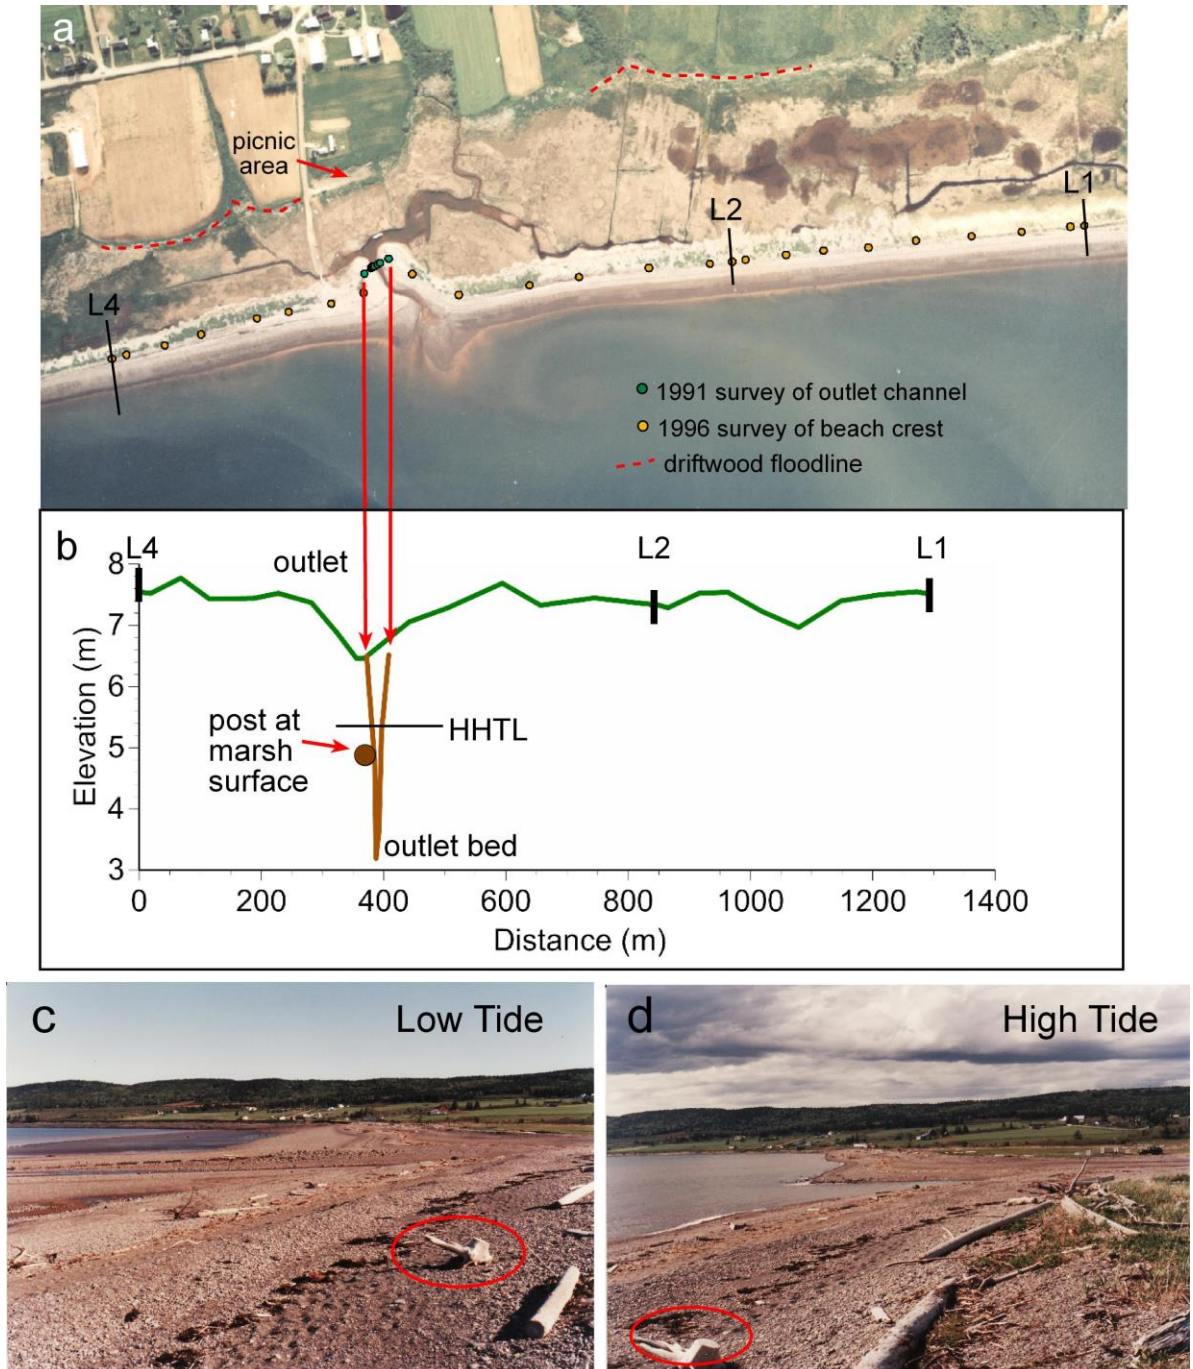 a
picnic
area
L4
L2
L1
1991 survey of outlet channel
1996 survey of beach crest
driftwood floodline
b
L4
outlet
L2
L1
8
7
6
5
4
3
Elevation (m)
post at
marsh
surface
HHTL
outlet bed
0 200 400 600 800 1000 1200 1400
Distance (m)
c
Low Tide
d
High Tide